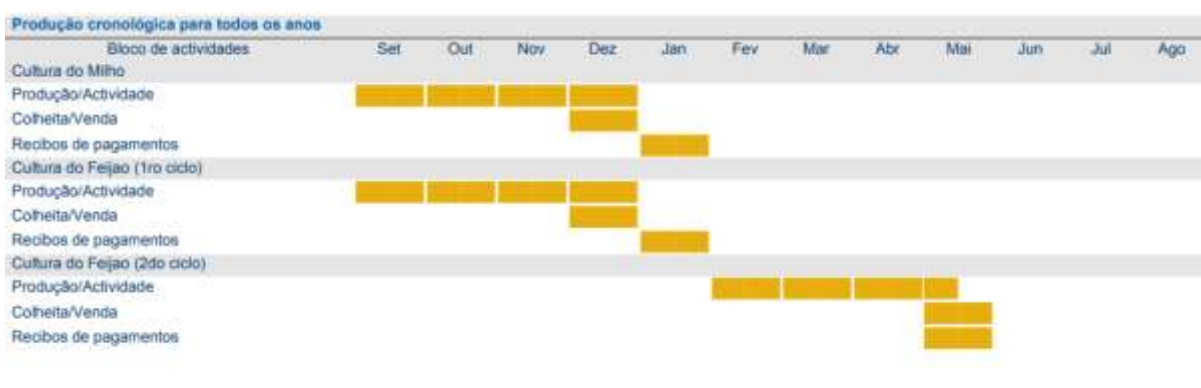 Produção cronológica para todos os anos
Bloco de actividades Set Out Nov Dez Jan Fev Mar Abr Mai Jun Jul Ago
Cultura do Milho
Produção/Actividade
Colheita/Venda
Recibos de pagamentos
Cultura do Feijao (1ro ciclo)
Produção/Actividade
Colheita/Venda
Recibos de pagamentos
Cultura do Feijao (2do ciclo)
Produção/Actividade
Colheita/Venda
Recibos de pagamentos